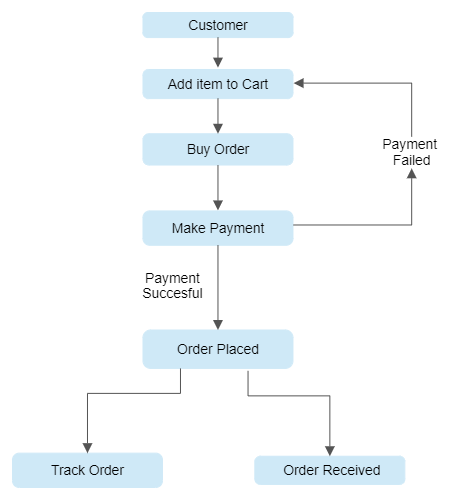 Customer
Add item to Cart
Buy Order
Payment
Failed
Make Payment
Payment
Succesful
Order Placed
Track Order
Order Received